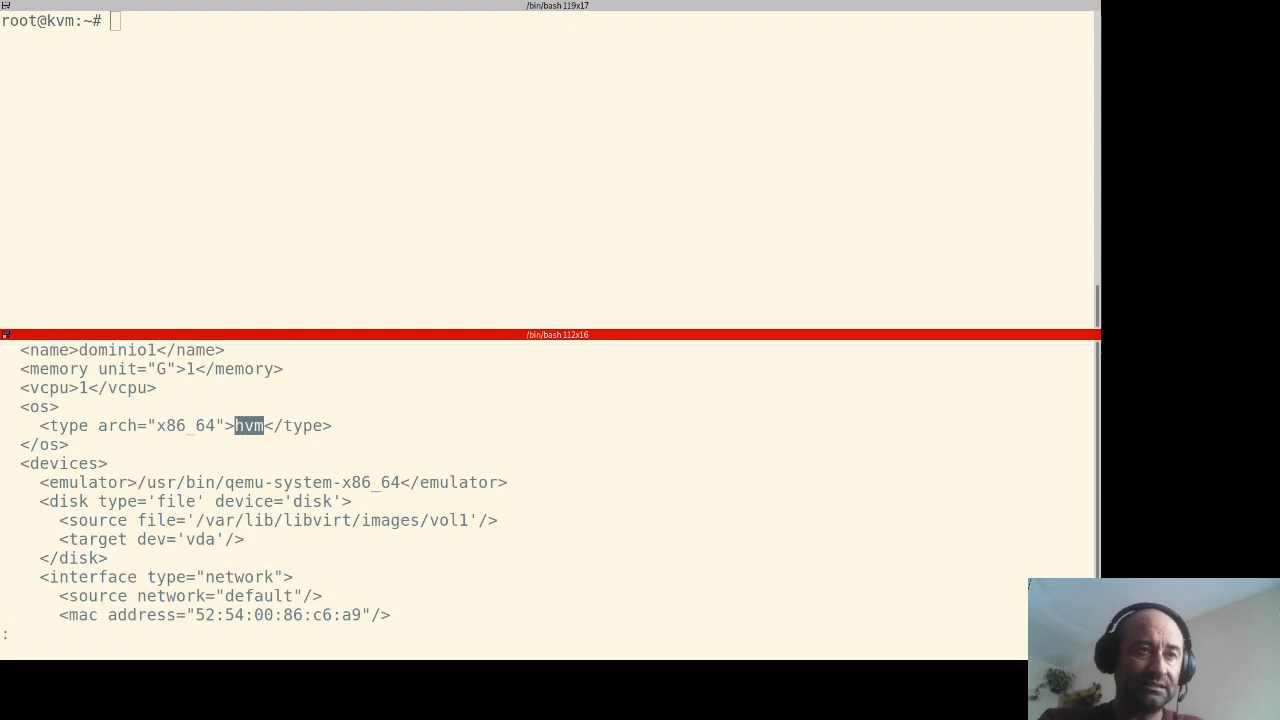 /bin/bash 119x17
root@kvm:~#
/bin/bash 112x16
<name>dominio1</name>
<memory unit="G">1</memory>
<vcpu>1</vcpu>
<os>
<type arch="x86_64">hvm</type>
</os>
<devices>
<emulator>/usr/bin/qemu-system-x86_64</emulator>
<disk type='file' device='disk'>
<source file='/var/lib/libvirt/images/vol1'/>
<target dev='vda'/>
</disk>
<interface type="network">
<source network="default"/>
<mac address="52:54:00:86:c6:a9"/>
: